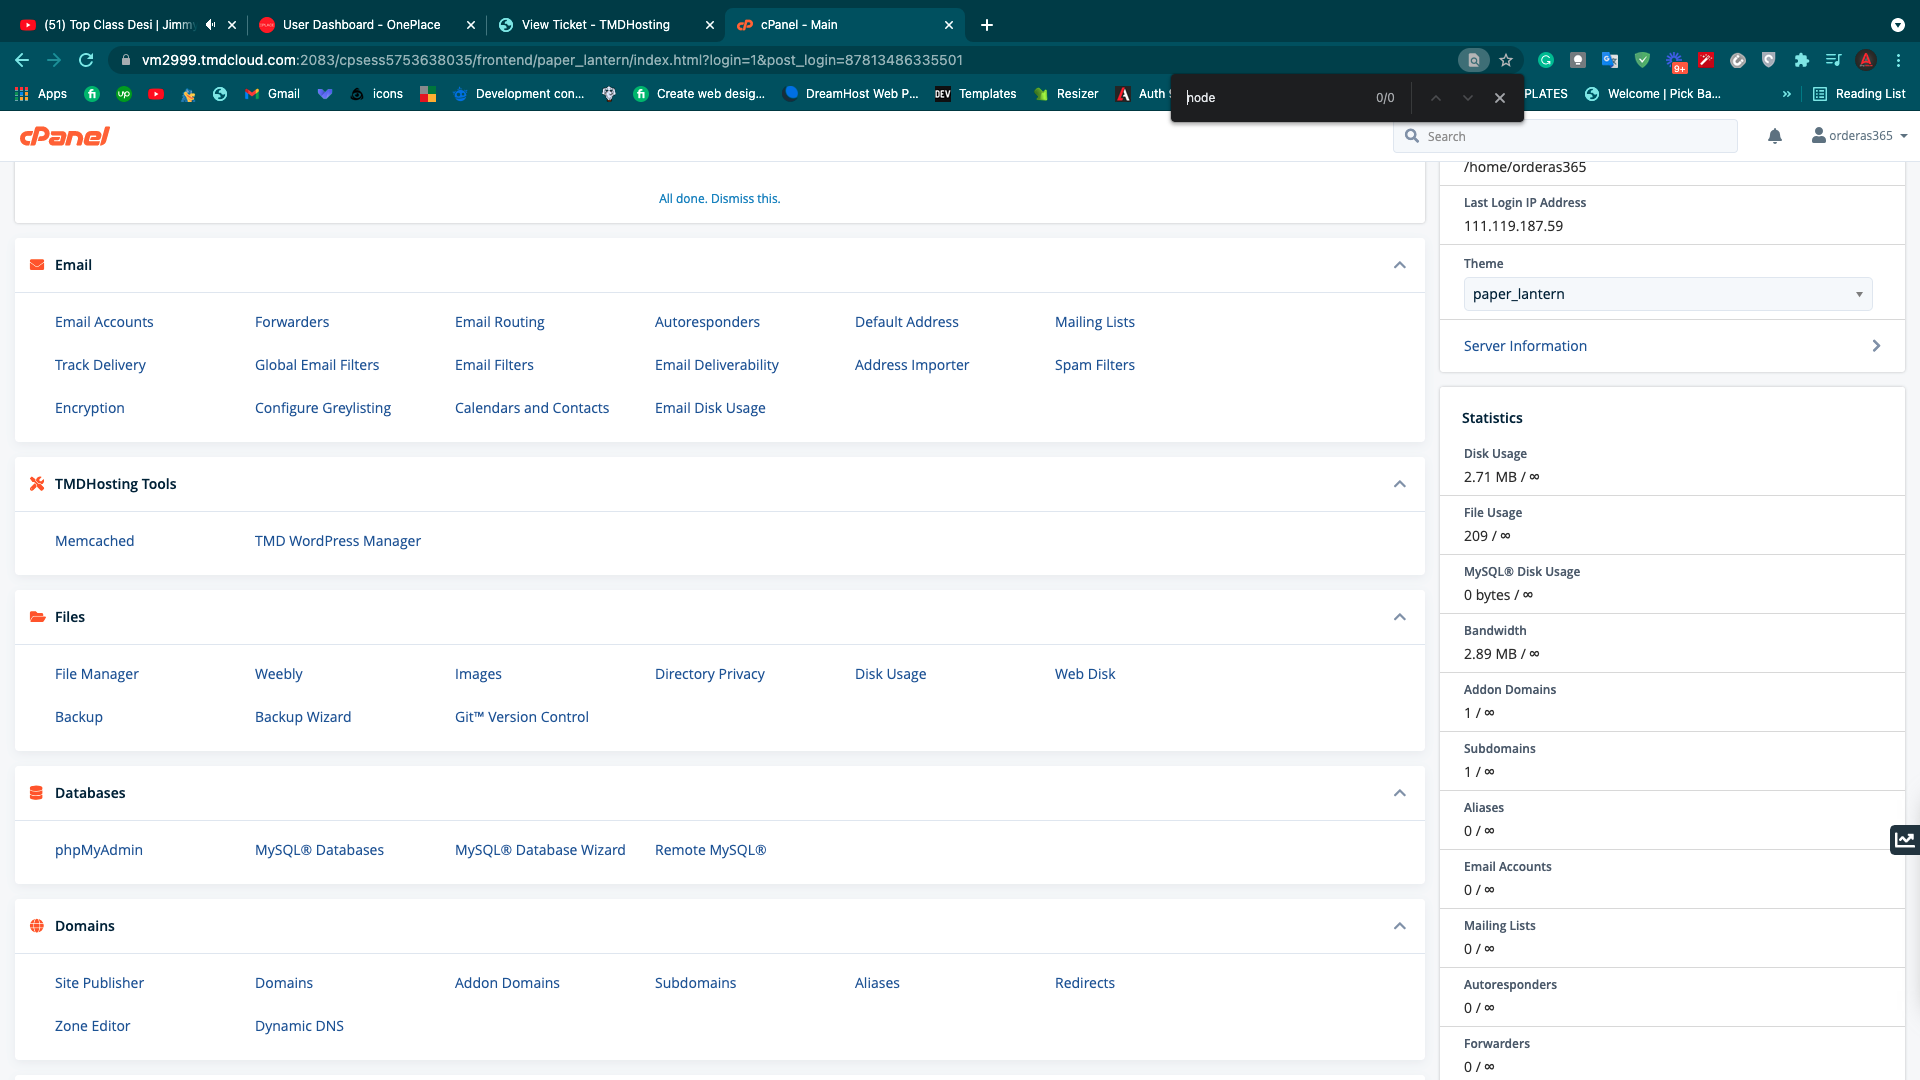 (51) Top Class Desi | Jimmy
User Dashboard - OnePlace
View Ticket - TMDHosting
cPanel - Main
vm2999.tmdcloud.com:2083/cpsess5753638035/frontend/paper_lantern/index.html?login=1&post_login=87813486335501
9+
A
Apps
Gmail
icons
Development con...
Create web desig...
DreamHost Web P...
DEV
Templates
Resizer
Auth
PLATES
Welcome | Pick Ba...
»
Reading List
node
0/0
cPanel
Search
orderas365
All done. Dismiss this.
Email
Email Accounts
Forwarders
Email Routing
Autoresponders
Default Address
Mailing Lists
Track Delivery
Global Email Filters
Email Filters
Email Deliverability
Address Importer
Spam Filters
Encryption
Configure Greylisting
Calendars and Contacts
Email Disk Usage
TMDHosting Tools
Memcached
TMD WordPress Manager
Files
File Manager
Weebly
Images
Directory Privacy
Disk Usage
Web Disk
Backup
Backup Wizard
Git™ Version Control
Databases
phpMyAdmin
MySQL® Databases
MySQL® Database Wizard
Remote MySQL®
Domains
Site Publisher
Domains
Addon Domains
Subdomains
Aliases
Redirects
Zone Editor
Dynamic DNS
/home/orderas365
Last Login IP Address
111.119.187.59
Theme
paper_lantern
Server Information
Statistics
Disk Usage
2.71 MB / ∞
File Usage
209 / ∞
MySQL® Disk Usage
0 bytes / ∞
Bandwidth
2.89 MB / ∞
Addon Domains
1 / ∞
Subdomains
1 / ∞
Aliases
0 / ∞
Email Accounts
0 / ∞
Mailing Lists
0 / ∞
Autoresponders
0 / ∞
Forwarders
0 / ∞